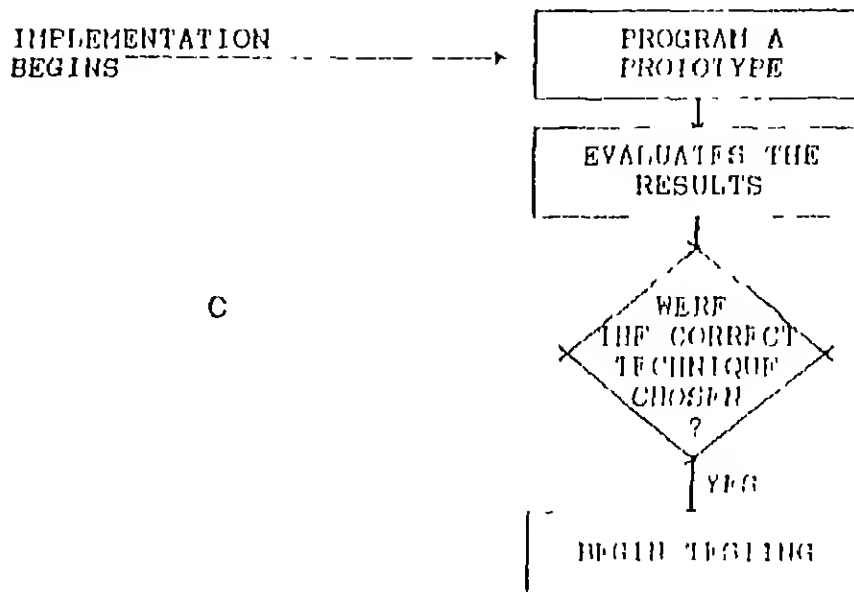 IMPLEMENTATION
BEGINS
PROGRAM A
PROTOTYPE
EVALUATES THE
RESULTS
C
WERE
THE CORRECT
TECHNIQUE
CHOSEN
?
YES
BEGIN TESTING